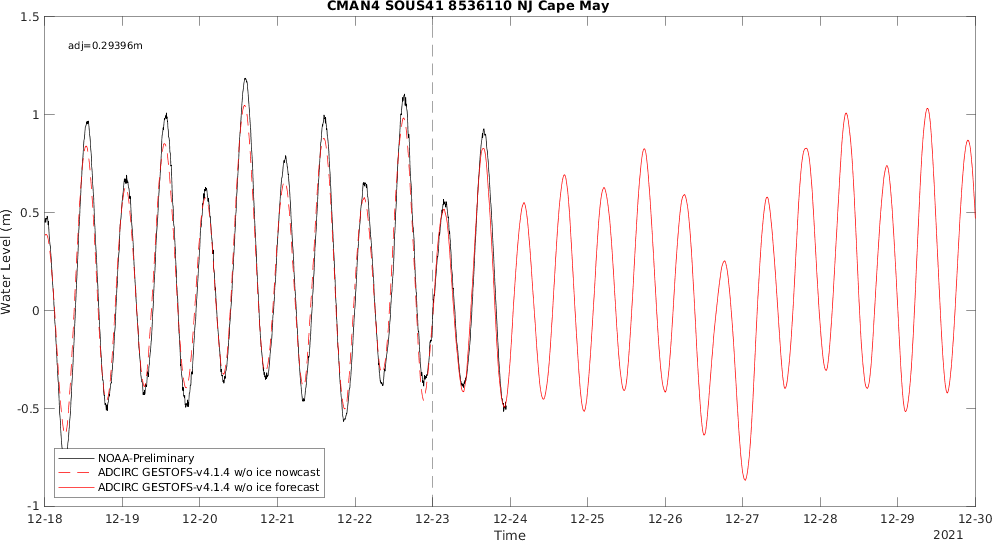 CMAN4 SOUS41 8536110 NJ Cape May
adj=0.29396m
1.5
1
0.5
0
-0.5
-1
Water Level (m)
NOAA-Preliminary
ADCIRC GESTOFS-v4.1.4 w/o ice nowcast
ADCIRC GESTOFS-v4.1.4 w/o ice forecast
12-18 12-19 12-20 12-21 12-22 12-23 12-24 12-25 12-26 12-27 12-28 12-29 12-30
Time
2021